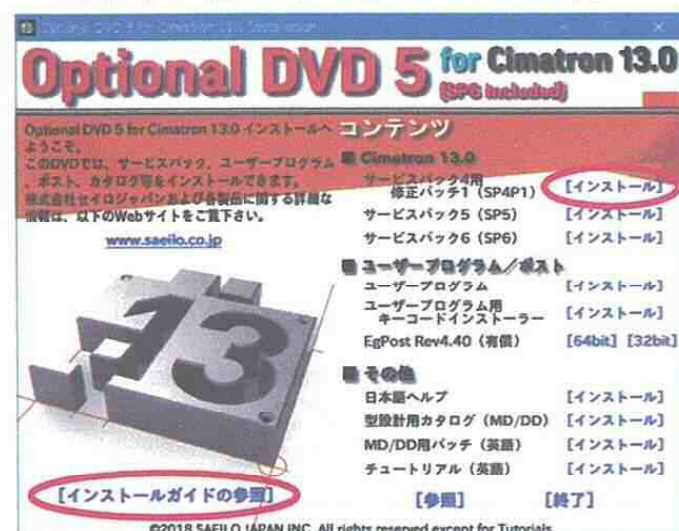 Optional DVD 5 for Cimatron 13.0 Installation
Optional DVD 5 for Cimatron 13.0
(SP6 Included)
Optional DVD 5 for Cimatron 13.0 インストールへ
ようこそ。
このDVDでは、サービスパック、ユーザープログラム
、ポスト、カタログ等をインストールできます。
株式会社セイロジャパンおよび各製品に関する詳細な
情報は、以下のWebサイトをご覧下さい。
www.saeilo.co.jp
13
[インストールガイドの参照]
コンテンツ
■ Cimatron 13.0
サービスパック4用
修正パッチ1（SP4P1） [インストール]
サービスパック5（SP5） [インストール]
サービスパック6（SP6） [インストール]
■ ユーザープログラム／ポスト
ユーザープログラム [インストール]
ユーザープログラム用
キーコードインストーラー [インストール]
EgPost Rev4.40（有償） [64bit] [32bit]
■ その他
日本語ヘルプ [インストール]
型設計用カタログ（MD/DD） [インストール]
MD/DD用パッチ（英語） [インストール]
チュートリアル（英語） [インストール]
[参照] [終了]
©2018 SAEILO JAPAN INC. All rights reserved except for Tutorials.